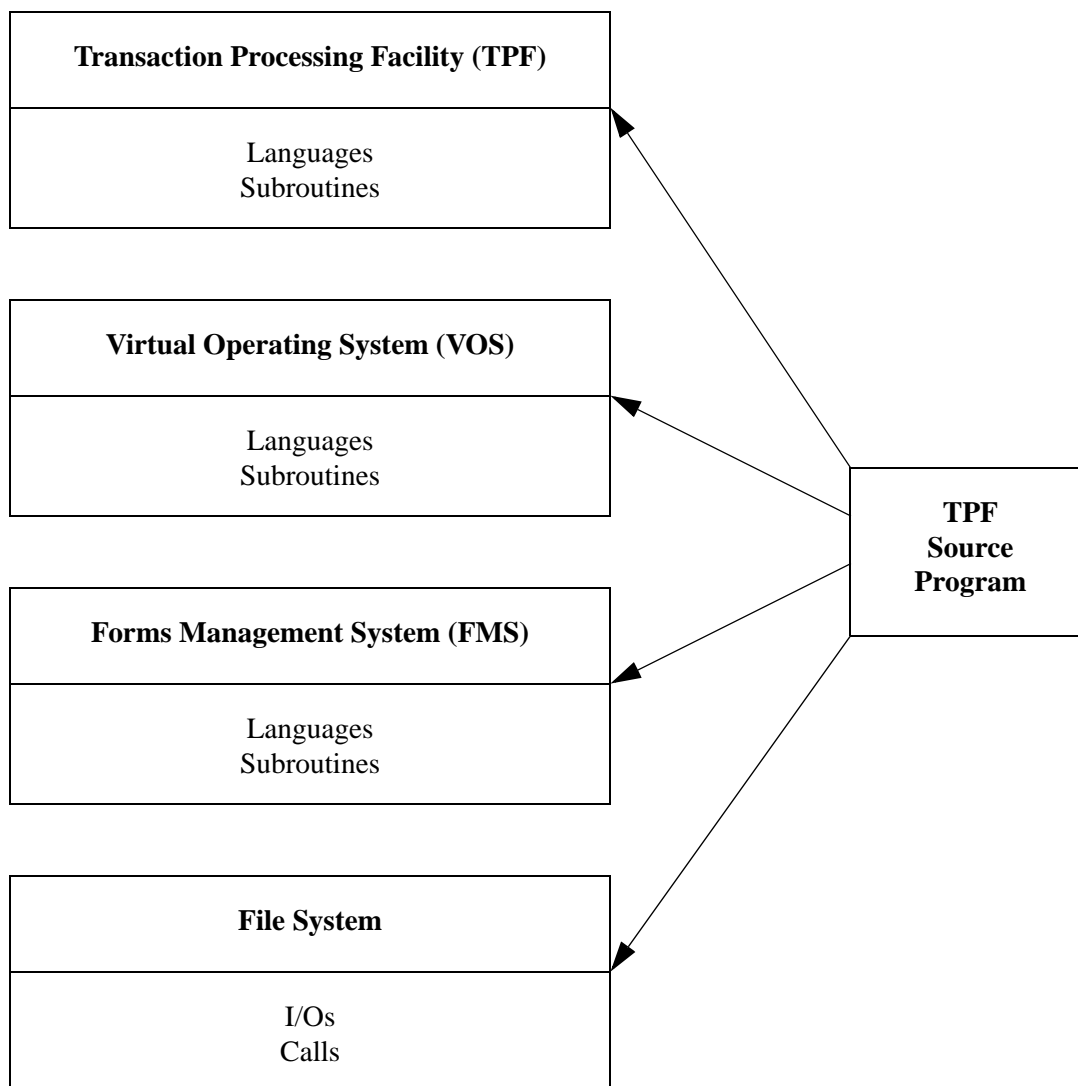 Transaction Processing Facility (TPF)
Languages
Subroutines
Virtual Operating System (VOS)
Languages
Subroutines
TPF
Source
Program
Forms Management System (FMS)
Languages
Subroutines
File System
I/Os
Calls